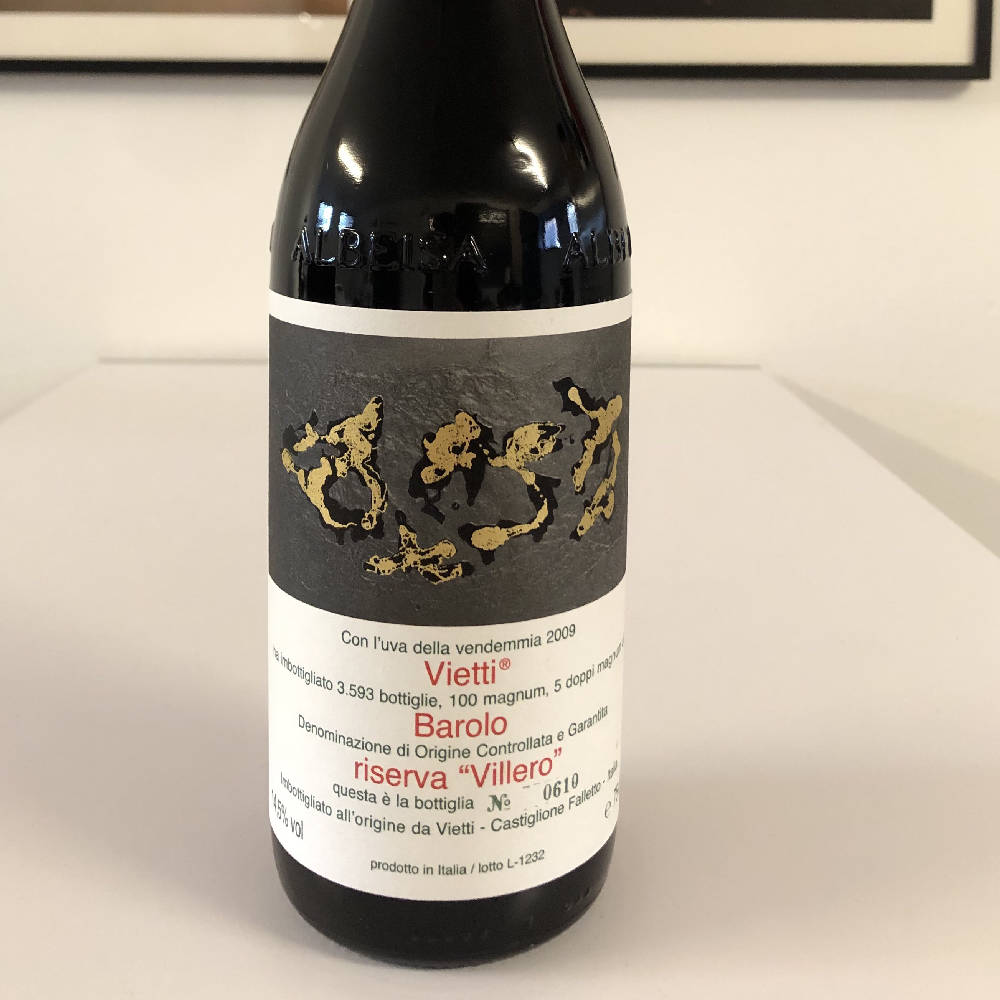 ALBEISA
Con l'uva della vendemmia 2009
Vietti®
imbottigliato 3.593 bottiglie, 100 magnum, 5 doppi magnum
Barolo
Denominazione di Origine Controllata e Garantita
riserva "Villero"
questa è la bottiglia № 0610
Imbottigliato all'origine da Vietti - Castiglione Falletto - Italia
% vol
e
prodotto in Italia / lotto L-1232